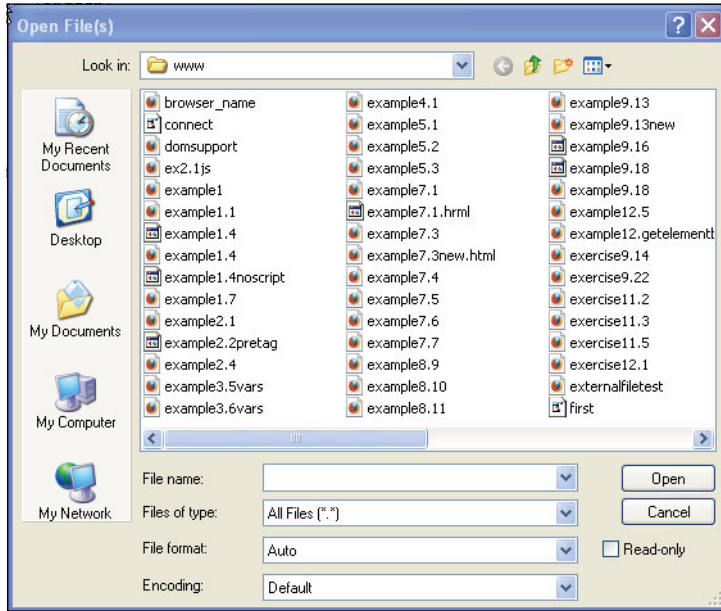 Open File(s)
Look in: www
My Recent
Documents
Desktop
My Documents
My Computer
My Network
browser_name
connect
domsupport
ex2.1js
example1
example1.1
example1.4
example1.4
example1.4noscript
example1.7
example2.1
example2.2pretag
example2.4
example3.5vars
example3.6vars
example4.1
example5.1
example5.2
example5.3
example7.1
example7.1.hrml
example7.3
example7.3new.html
example7.4
example7.5
example7.6
example7.7
example8.9
example8.10
example8.11
example9.13
example9.13new
example9.16
example9.18
example9.18
example12.5
example12.getelementb
exercise9.14
exercise9.22
exercise11.2
exercise11.3
exercise11.5
exercise12.1
externalfiletest
first
File name:
Open
Files of type: All Files (*.*)
Cancel
File format: Auto
Read-only
Encoding: Default